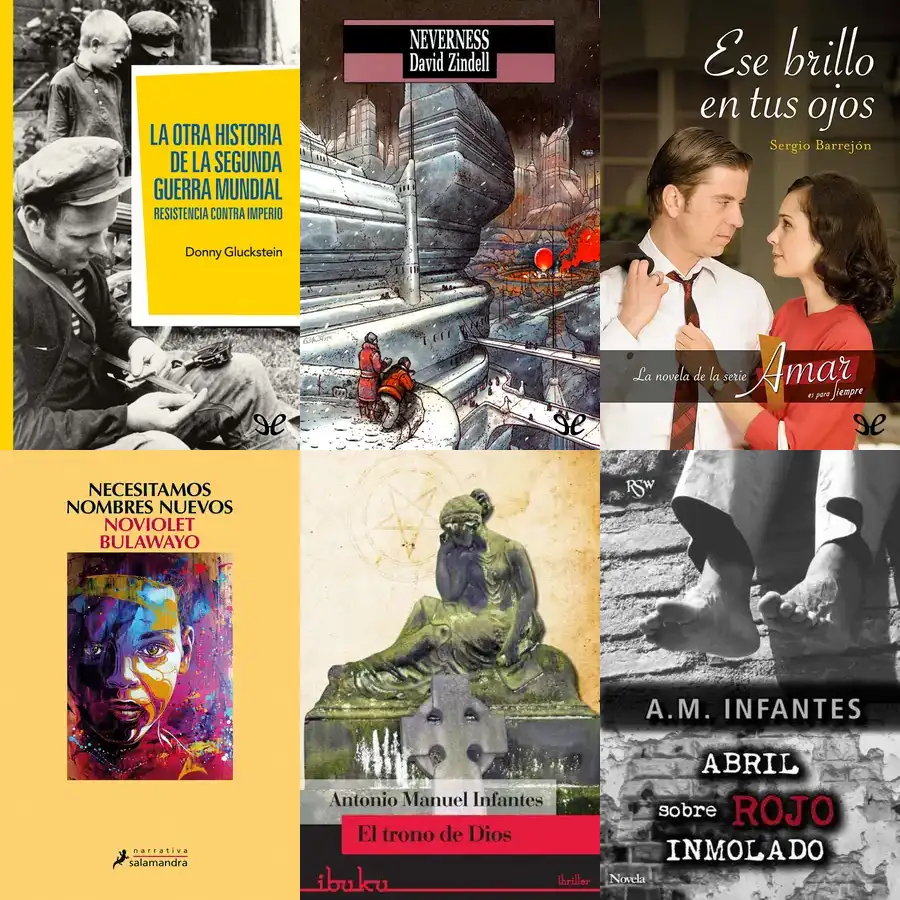 LA OTRA HISTORIA
DE LA SEGUNDA
GUERRA MUNDIAL
RESISTENCIA CONTRA IMPERIO
Donny Gluckstein
NEVERNESS
David Zindell
Ese brillo
en tus ojos
Sergio Barrejón
La novela de la serie Amar
es para Siempre
NECESITAMOS
NOMBRES NUEVOS
NOVIOLET
BULAWAYO
narrativa
salamandra
Antonio Manuel Infantes
El trono de Dios
ibuku
thriller
RSW
A.M. INFANTES
ABRIL
sobre ROJO
INMOLADO
Novela